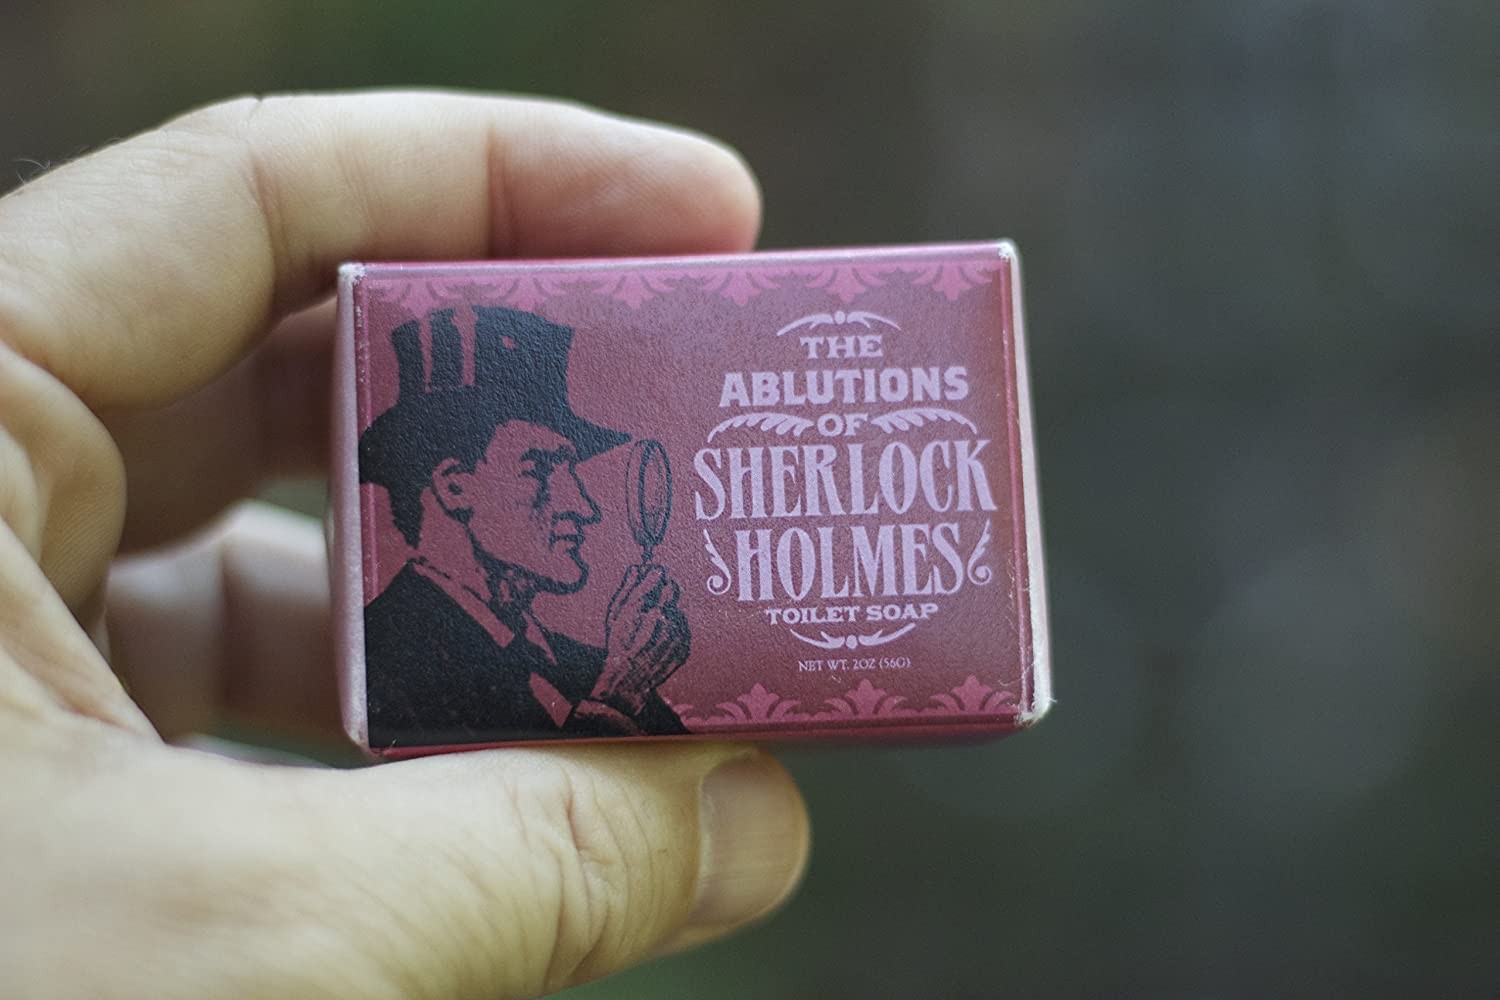 THE
ABLUTIONS
OF
SHERLOCK
HOLMES
TOILET SOAP
NET WT. 2OZ (56G)